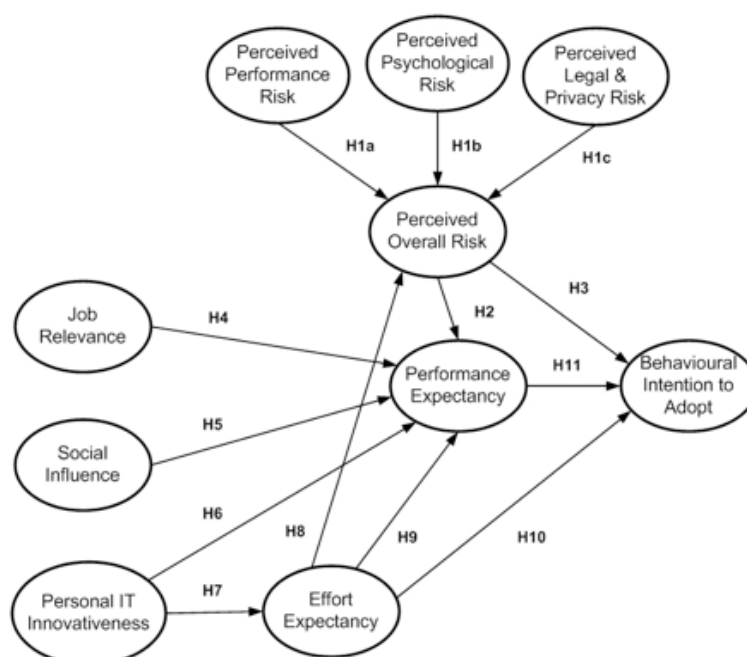 Perceived
Performance
Risk
Perceived
Psychological
Risk
Perceived
Legal &
Privacy Risk
H1a
H1b
H1c
Perceived
Overall Risk
Job
Relevance
H4
H2
H3
Performance
Expectancy
H11
Behavioural
Intention to
Adopt
Social
Influence
H5
H6
H8
H9
H10
Personal IT
Innovativeness
H7
Effort
Expectancy